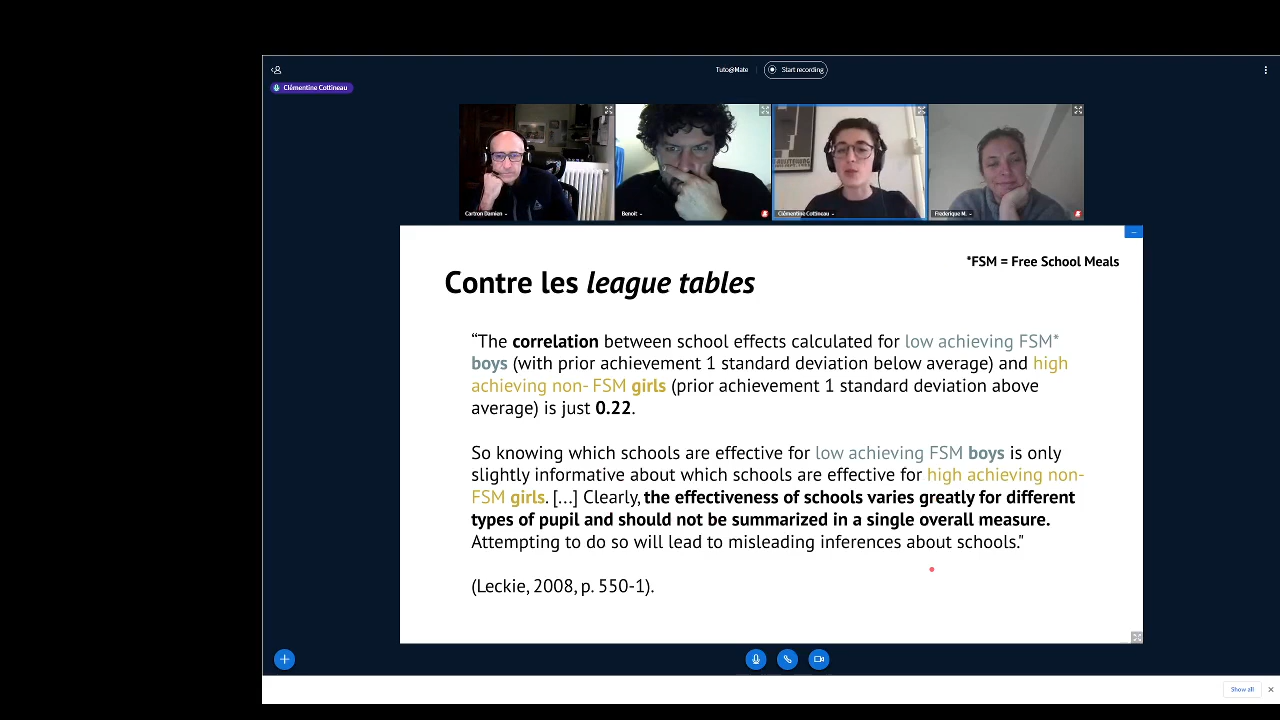 Tuto@Mate
Start recording
Clémentine Cottineau
Cartron Damien
Benoit
Clémentine Cottineau
Frederique M.
*FSM = Free School Meals
Contre les league tables
“The correlation between school effects calculated for low achieving FSM*
boys (with prior achievement 1 standard deviation below average) and high
achieving non- FSM girls (prior achievement 1 standard deviation above
average) is just 0.22.
So knowing which schools are effective for low achieving FSM boys is only
slightly informative about which schools are effective for high achieving non-
FSM girls. [...] Clearly, the effectiveness of schools varies greatly for different
types of pupil and should not be summarized in a single overall measure.
Attempting to do so will lead to misleading inferences about schools."
(Leckie, 2008, p. 550-1).
Show all